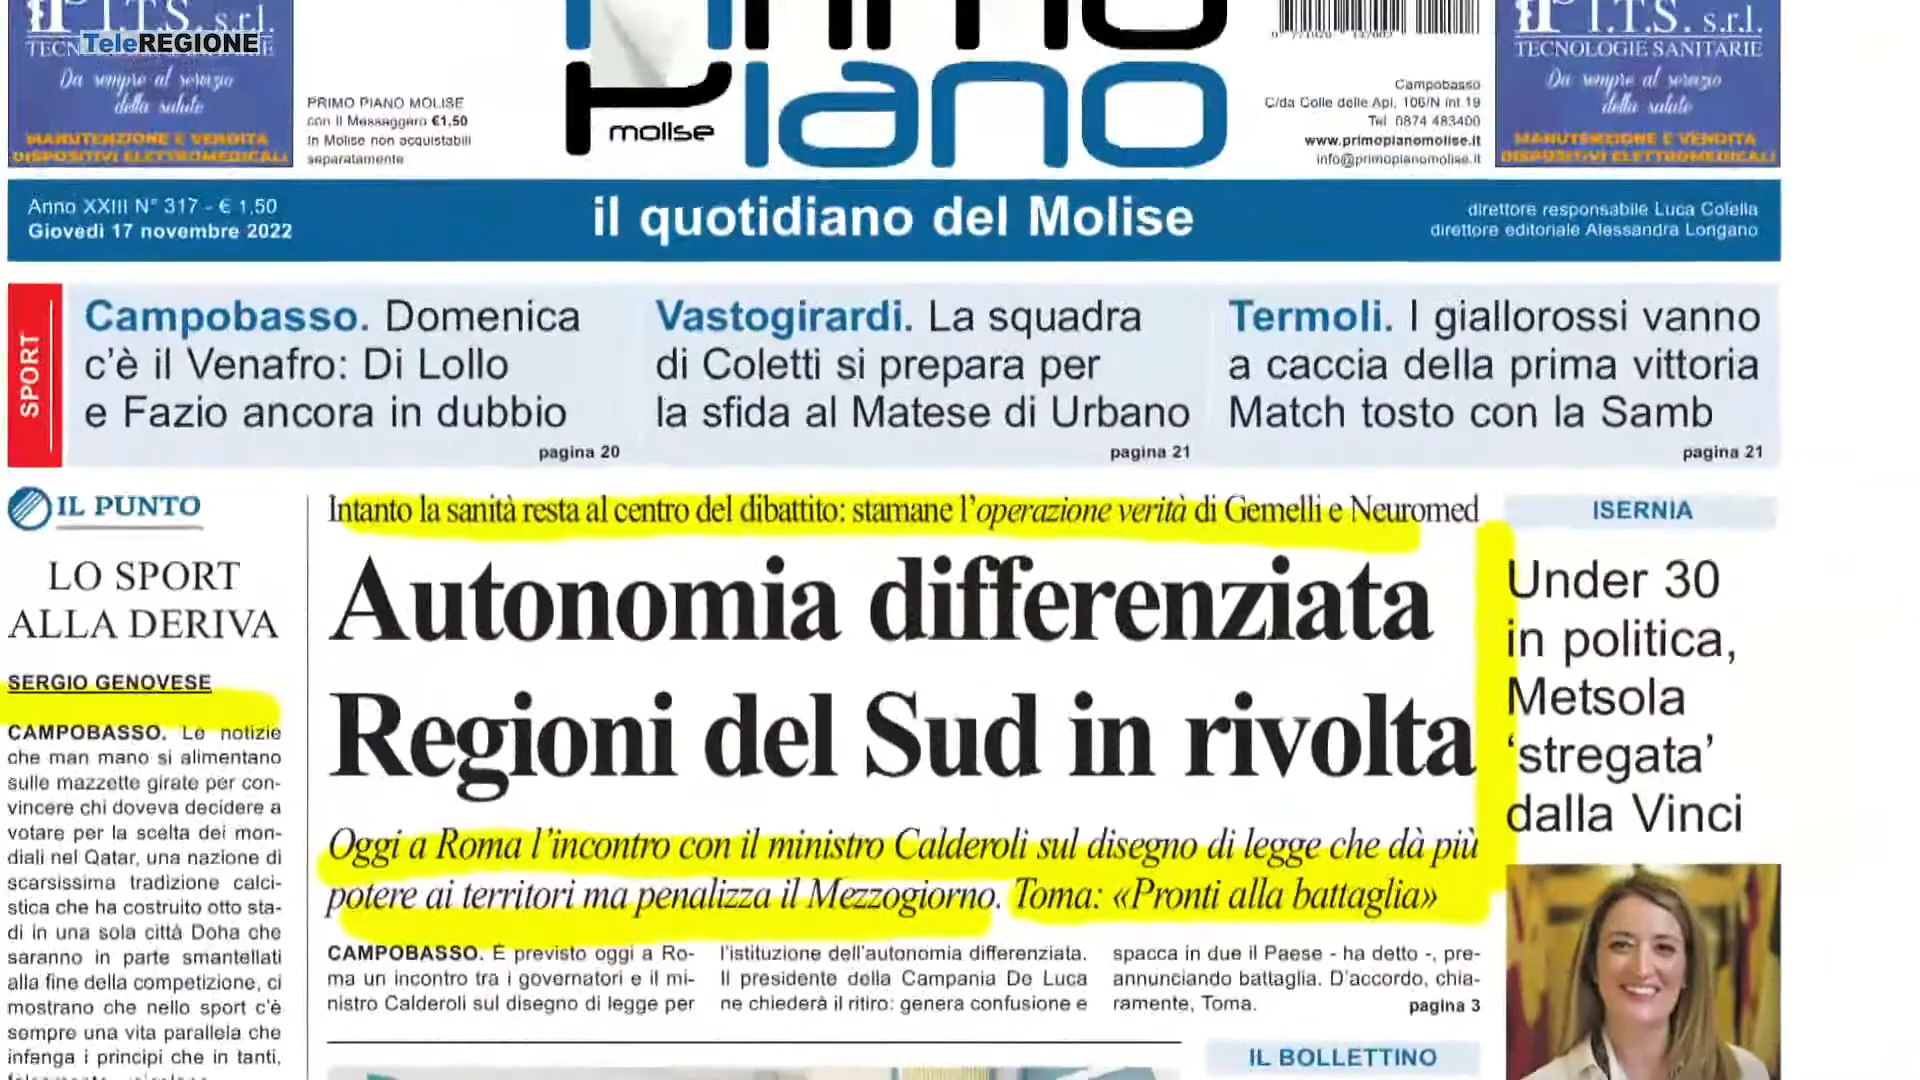 I.T.S. s.r.l.
TeleREGIONE
Da sempre al servizio
della salute
MANUTENZIONE E VENDITA
DISPOSITIVI ELETTROMEDICALI
PRIMO PIANO MOLISE
con Il Messaggero €1,50
In Molise non acquistabili
separatamente
Piano
molise
Campobasso
C/da Colle delle Api, 106/N int.19
Tel. 0874 483400
www.primopianomolise.it
info@primopianomolise.it
I.T.S. s.r.l.
TECNOLOGIE SANITARIE
Da sempre al servizio
della salute
MANUTENZIONE E VENDITA
DISPOSITIVI ELETTROMEDICALI
Anno XXIII N° 317 - € 1,50
Giovedì 17 novembre 2022
il quotidiano del Molise
direttore responsabile Luca Colella
direttore editoriale Alessandra Longano
SPORT
Campobasso. Domenica
c'è il Venafro: Di Lollo
e Fazio ancora in dubbio
pagina 20
Vastogirardi. La squadra
di Coletti si prepara per
la sfida al Matese di Urbano
pagina 21
Termoli. I giallorossi vanno
a caccia della prima vittoria
Match tosto con la Samb
pagina 21
IL PUNTO
LO SPORT
ALLA DERIVA
SERGIO GENOVESE
CAMPOBASSO. Le notizie
che man mano si alimentano
sulle mazzette girate per con-
vincere chi doveva decidere a
votare per la scelta dei mon-
diali nel Qatar, una nazione di
scarsissima tradizione calci-
stica che ha costruito otto sta-
di in una sola città Doha che
saranno in parte smantellati
alla fine della competizione, ci
mostrano che nello sport c'è
sempre una vita parallela che
infanga i principi che in tanti,
Intanto la sanità resta al centro del dibattito: stamane l'operazione verità di Gemelli e Neuromed
Autonomia differenziata
Regioni del Sud in rivolta
Oggi a Roma l'incontro con il ministro Calderoli sul disegno di legge che dà più
potere ai territori ma penalizza il Mezzogiorno. Toma: «Pronti alla battaglia»
CAMPOBASSO. È previsto oggi a Ro-
ma un incontro tra i governatori e il mi-
nistro Calderoli sul disegno di legge per
l'istituzione dell'autonomia differenziata.
Il presidente della Campania De Luca
ne chiederà il ritiro: genera confusione e
spacca in due il Paese - ha detto -, pre-
annunciando battaglia. D'accordo, chia-
ramente, Toma.
pagina 3
ISERNIA
Under 30
in politica,
Metsola
'stregata'
dalla Vinci
IL BOLLETTINO